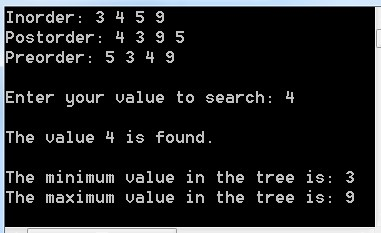 Inorder: 3 4 5 9
Postorder: 4 3 9 5
Preorder: 5 3 4 9
Enter your value to search: 4
The value 4 is found.
The minimum value in the tree is: 3
The maximum value in the tree is: 9